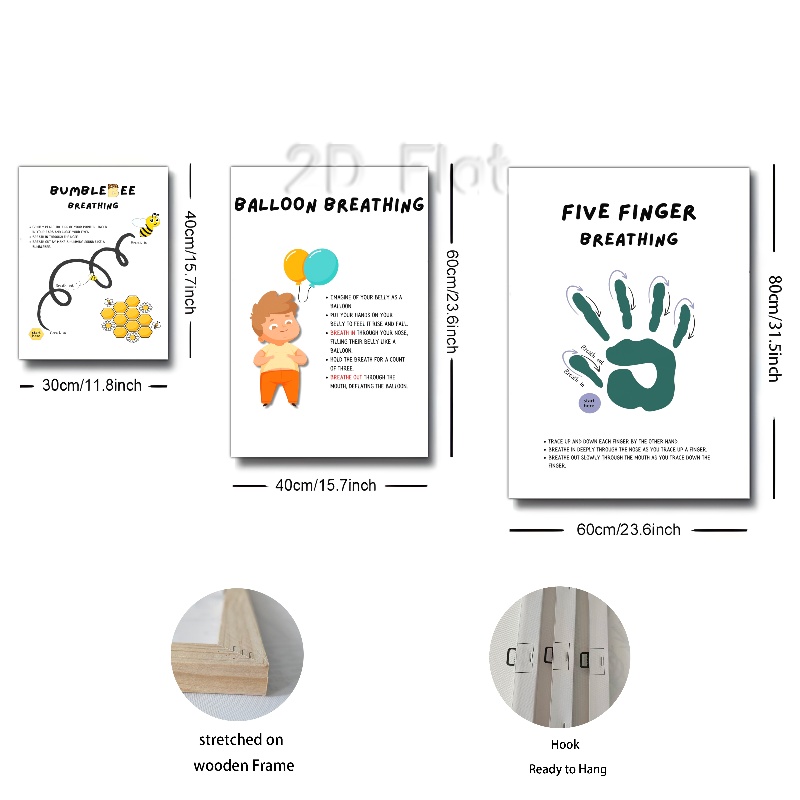 2D Flat
BUMBLE EE
BREATHING
start
here
40cm/15.7inch
30cm/11.8inch
BALLOON BREATHING
IMAGINE OF YOUR BELLY AS A
BALLOON.
PUT YOUR HANDS ON YOUR
BELLY TO FEEL IT RISE AND FALL.
BREATH IN THROUGH YOUR NOSE,
FILLING THEIR BELLY LIKE A
BALLOON.
HOLD THE BREATH FOR A COUNT
OF THREE.
BREATHE OUT THROUGH THE
MOUTH, DEFLATING THE BALLOON.
60cm/23.6inch
40cm/15.7inch
FIVE FINGER
BREATHING
Breath out
Breath in
start
here
TRACE UP AND DOWN EACH FINGER BY THE OTHER HAND.
BREATHE IN DEEPLY THROUGH THE NOSE AS YOU TRACE UP A FINGER.
BREATHE OUT SLOWLY THROUGH THE MOUTH AS YOU TRACE DOWN THE
FINGER.
80cm/31.5inch
60cm/23.6inch
stretched on
wooden Frame
Hook
Ready to Hang